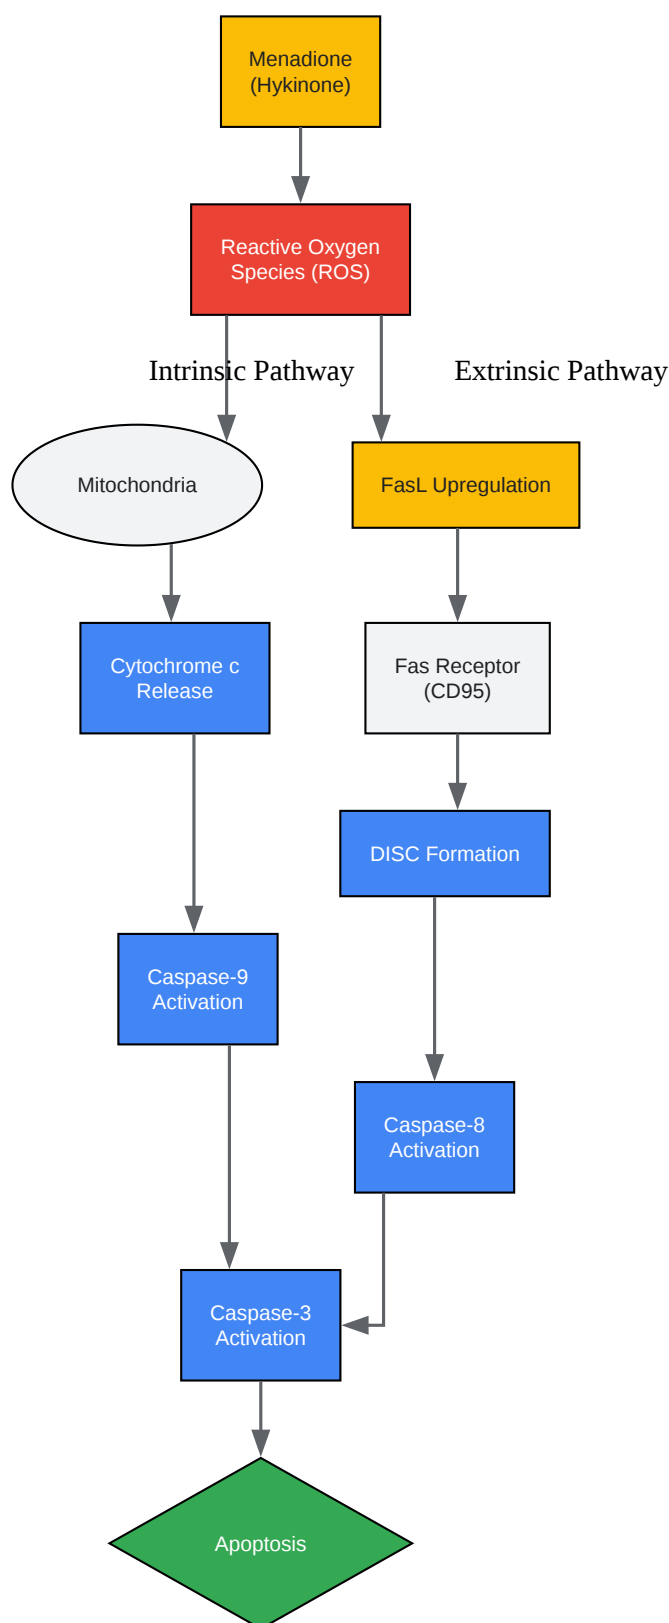 Menadione
(Hykinone)
Reactive Oxygen
Species (ROS)
Intrinsic Pathway
Extrinsic Pathway
Mitochondria
FasL Upregulation
Cytochrome c
Release
Fas Receptor
(CD95)
DISC Formation
Caspase-9
Activation
Caspase-8
Activation
Caspase-3
Activation
Apoptosis